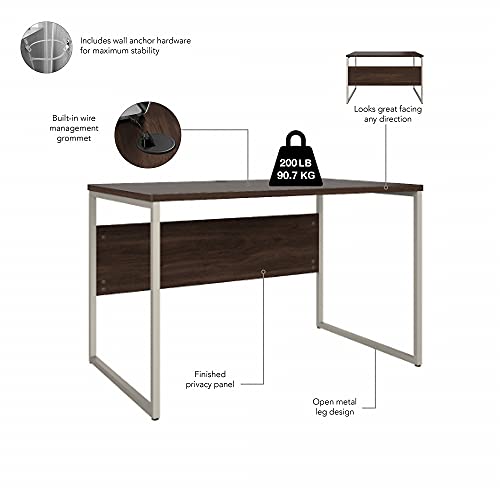 Includes wall anchor hardware
for maximum stability
Built-in wire
management
grommet
Looks great facing
any direction
200 LB
90.7 KG
Finished
privacy panel
Open metal
leg design